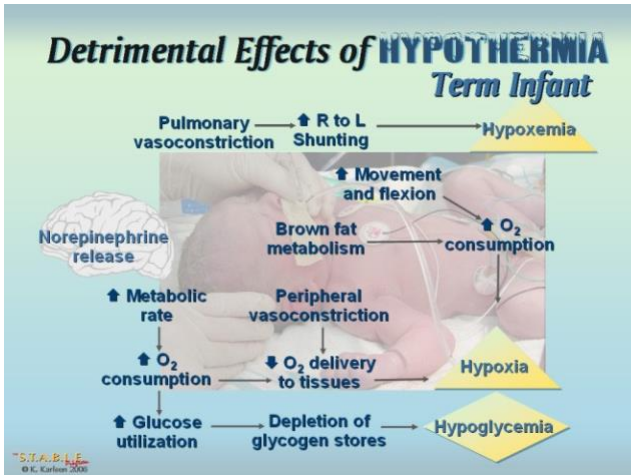 Detrimental Effects of HYPOTHERMIA
Term Infant
Pulmonary
vasoconstriction
⬆ R to L
Shunting
Hypoxemia
⬆ Movement
and flexion
Norepinephrine
release
Brown fat
metabolism
⬆ O₂
consumption
⬆ Metabolic
rate
Peripheral
vasoconstriction
⬆ O₂
consumption
⬇ O₂ delivery
to tissues
Hypoxia
⬆ Glucose
utilization
Depletion of
glycogen stores
Hypoglycemia
S.T.A.B.L.E.
© K. Karlsen 2006